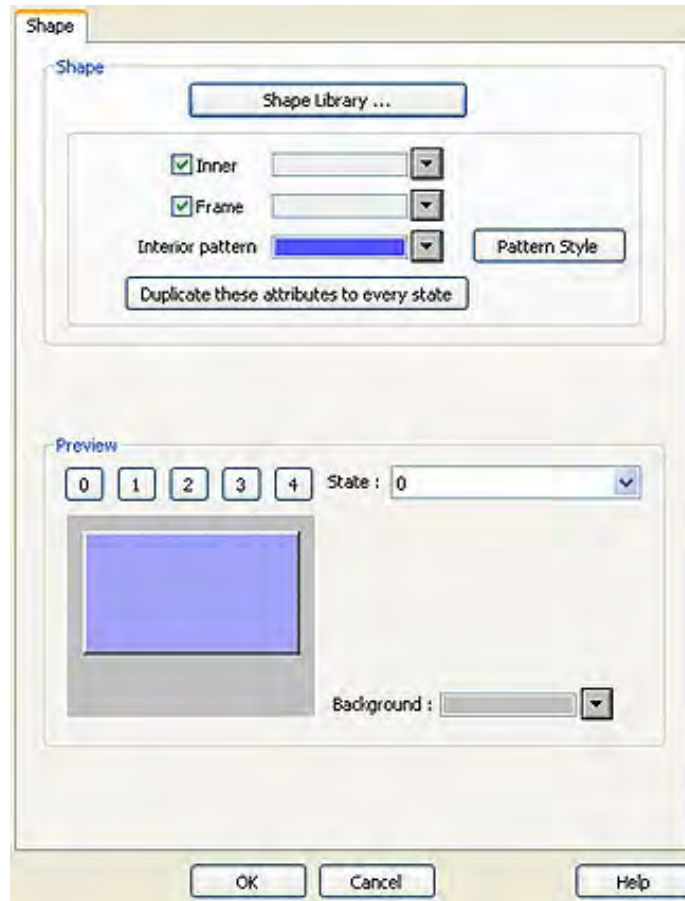 Shape
Shape
Shape Library ...
Inner
Frame
Interior pattern
Pattern Style
Duplicate these attributes to every state
Preview
0 1 2 3 4 State : 0
Background :
OK Cancel Help